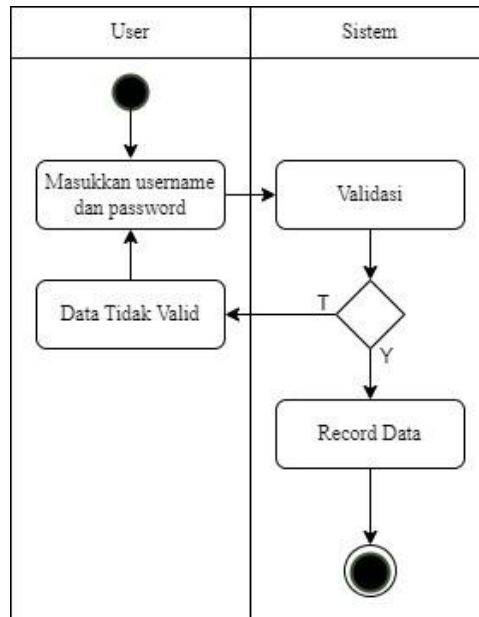 User
Sistem
Masukkan username
dan password
Validasi
Data Tidak Valid
T
Y
Record Data